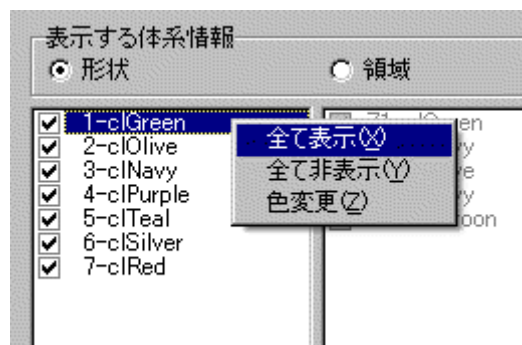 表示する体系情報
形状
領域
1-clGreen
2-clOlive
3-clNavy
4-clPurple
5-clTeal
6-clSilver
7-clRed
全て表示(X)
全て非表示(Y)
色変更(Z)